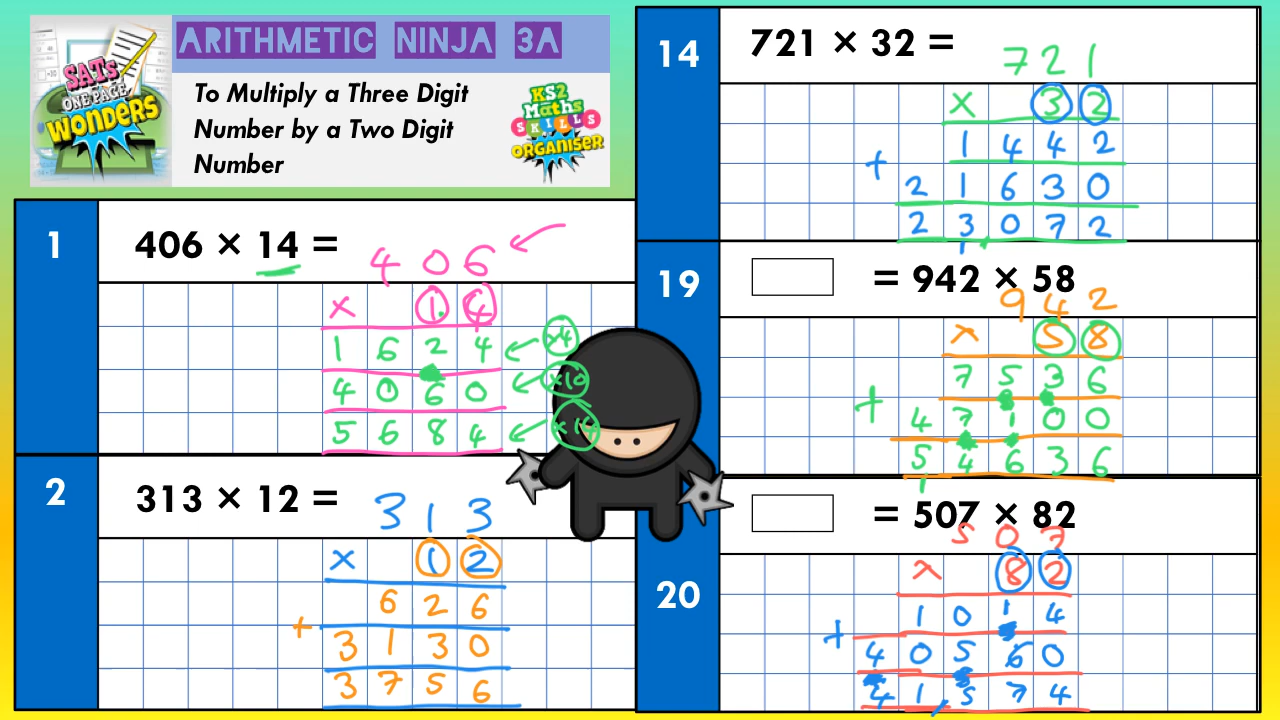 SATs
ONE PAGE
WONDERS
ARITHMETIC NINJA 3A
To Multiply a Three Digit
Number by a Two Digit
Number
KS2
Maths
SKILLS
ORGANISER
1
406 × 14 =
4 0 6
× 1 4
1 6 2 4 ×4
4 0 6 0 ×10
5 6 8 4 ×14
2
313 × 12 =
3 1 3
× 1 2
6 2 6
+ 3 1 3 0
3 7 5 6
14
721 × 32 =
7 2 1
× 3 2
1 4 4 2
+ 2 1 6 3 0
2 3 0 7 2
1
19
= 942 × 58
9 4 2
× 5 8
7 5 3 6
+ 4 7 1 0 0
5 4 6 3 6
1
20
= 507 × 82
5 0 7
× 8 2
1 0 1 4
+ 4 0 5 6 0
4 1 5 7 4